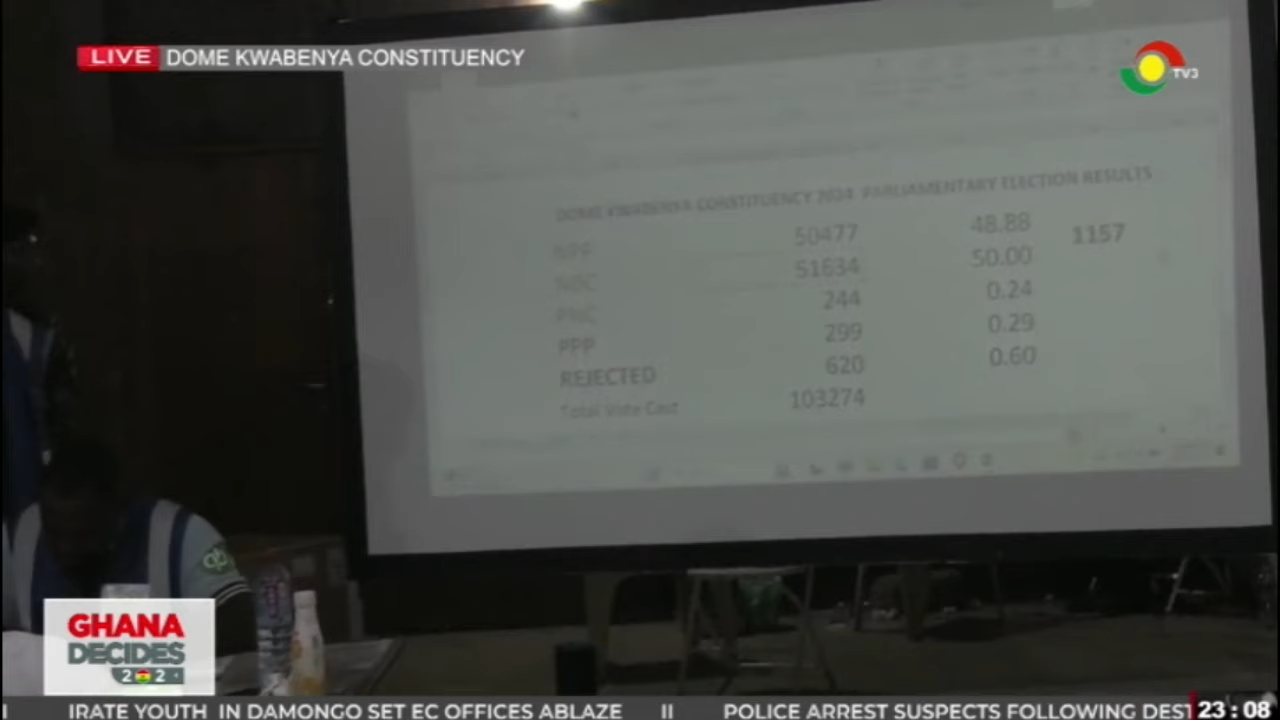 LIVE DOME KWABENYA CONSTITUENCY
TV3
DOME KWABENYA CONSTITUENCY 2024 PARLIAMENTARY ELECTION RESULTS
NPP 50477 48.88 1157
NDC 51634 50.00
PNC 244 0.24
PPP 299 0.29
REJECTED 620 0.60
Total Vote Cast 103274
GHANA
DECIDES
IRATE YOUTH IN DAMONGO SET EC OFFICES ABLAZE II POLICE ARREST SUSPECTS FOLLOWING DEST
23:08